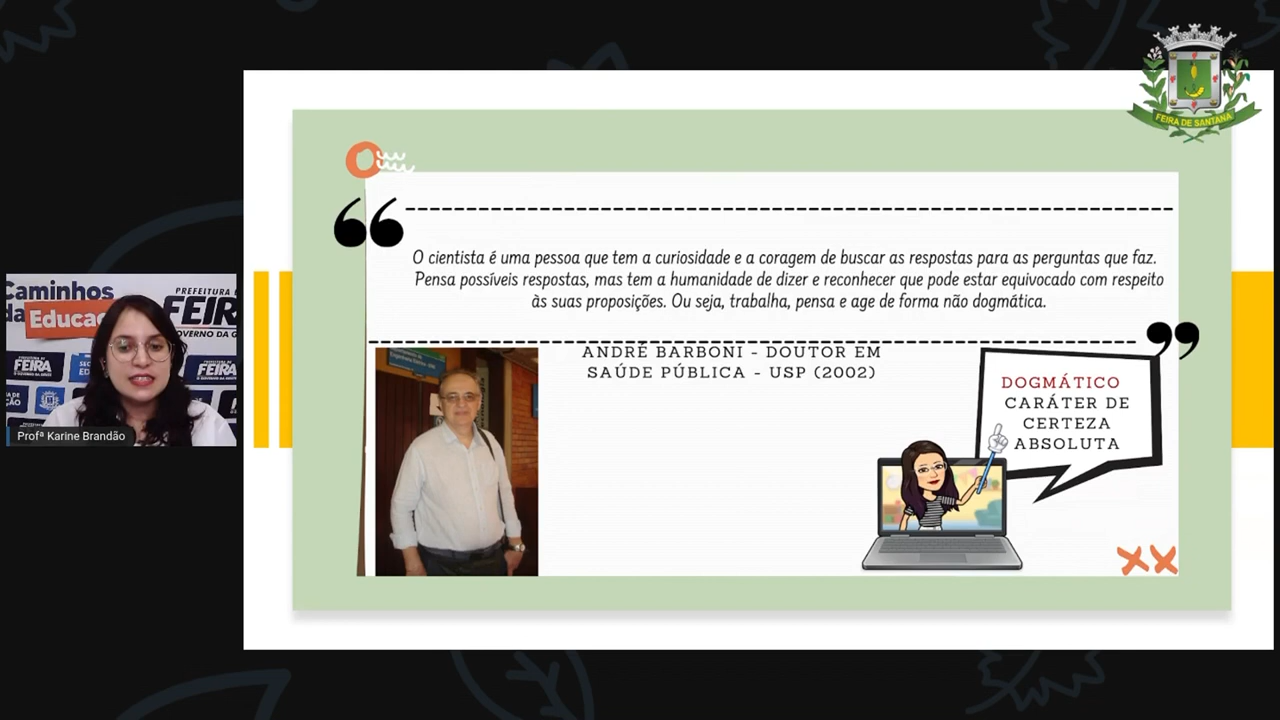 FEIRA DE SANTANA
O cientista é uma pessoa que tem a curiosidade e a coragem de buscar as respostas para as perguntas que faz.
Pensa possíveis respostas, mas tem a humanidade de dizer e reconhecer que pode estar equivocado com respeito
às suas proposições. Ou seja, trabalha, pensa e age de forma não dogmática.
ANDRÉ BARBONI - DOUTOR EM
SAÚDE PÚBLICA - USP (2002)
DOGMÁTICO
CARÁTER DE
CERTEZA
ABSOLUTA
Caminhos
da Educaç
PREFEITURA D
FEIR
GOVERNO DA G
FEIRA
FEIRA
Profª Karine Brandão